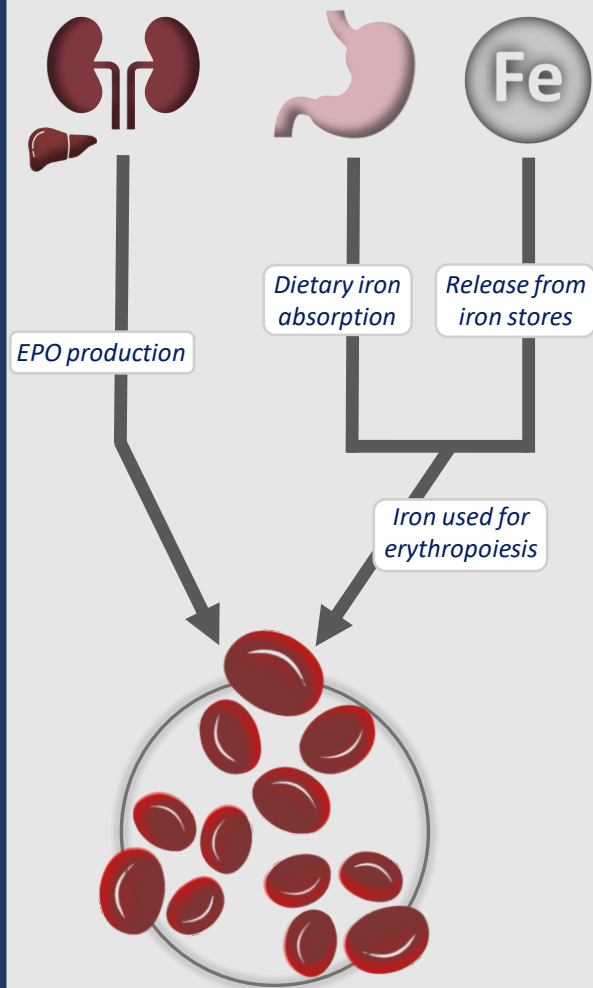 Fe
Dietary iron
absorption
Release from
iron stores
EPO production
Iron used for
erythropoiesis